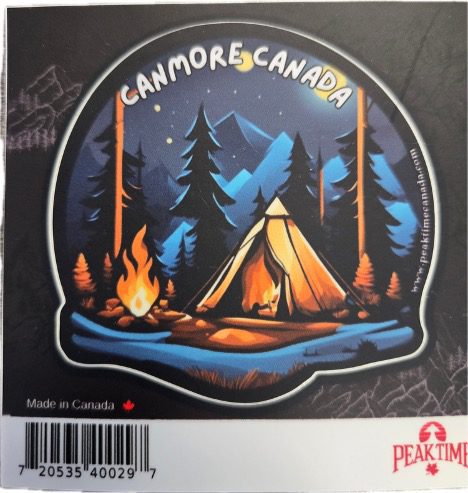 CANMORE CANADA
www.peaktimecanada.com
Made in Canada
PEAKTIME
7 20535 40029 7